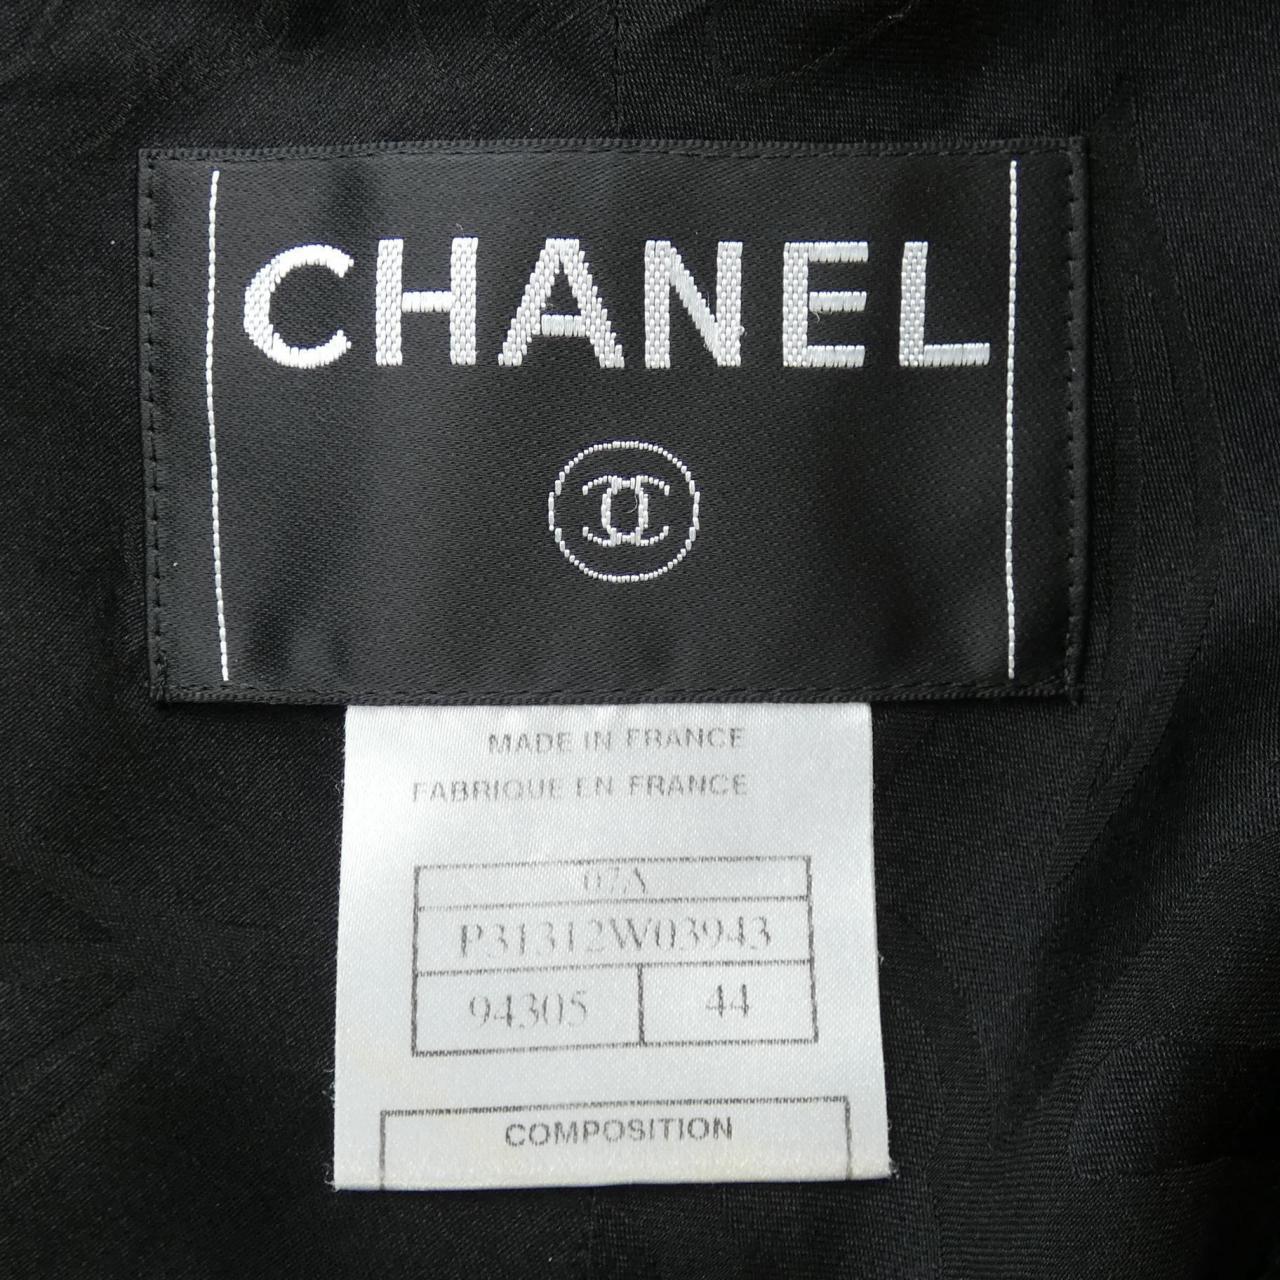 CHANEL
MADE IN FRANCE
FABRIQUE EN FRANCE
07A
P31312W03943
94305 44
COMPOSITION